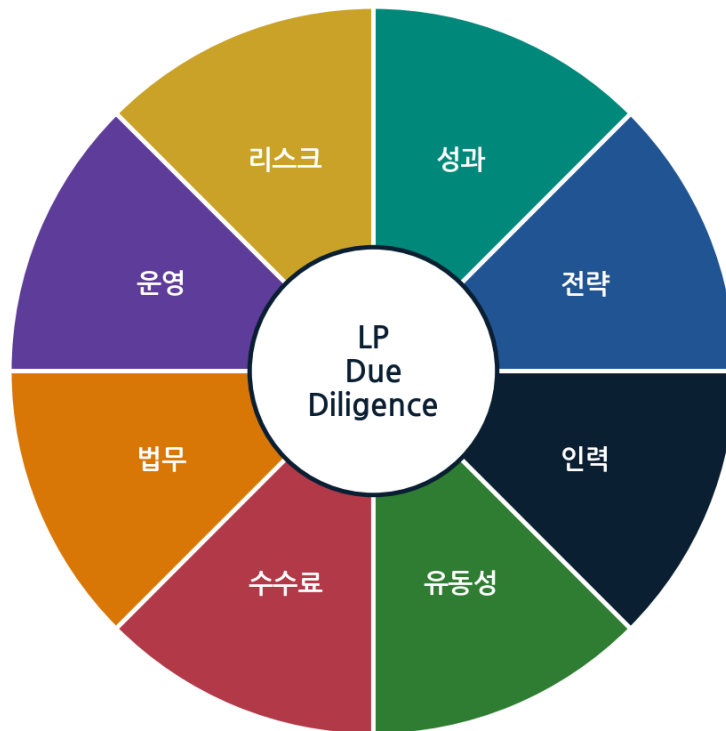 리스크
성과
운영
전략
LP
Due
Diligence
법무
인력
수수료
유동성